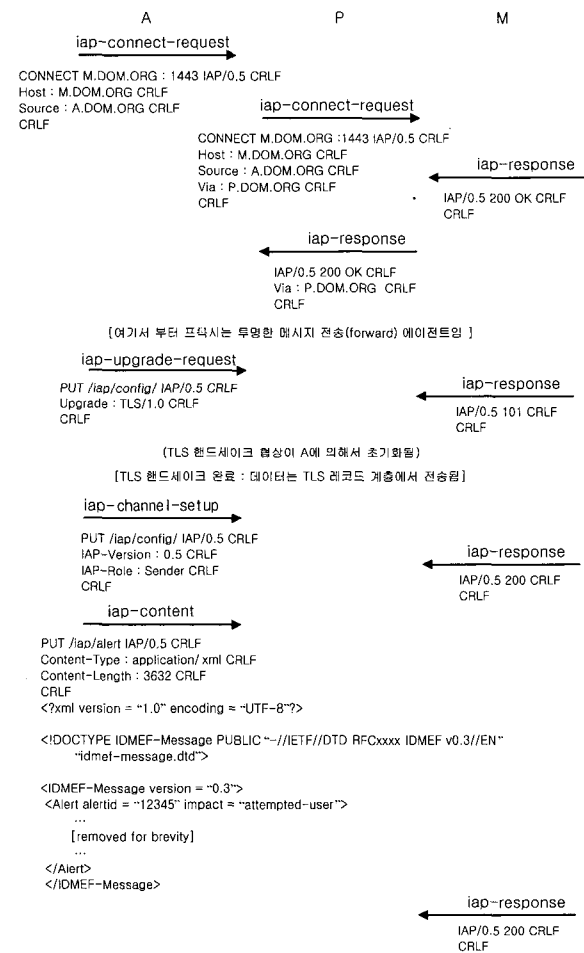 A P M
iap-connect-request
CONNECT M.DOM.ORG : 1443 IAP/0.5 CRLF
Host : M.DOM.ORG CRLF
Source : A.DOM.ORG CRLF
CRLF
iap-connect-request
CONNECT M.DOM.ORG :1443 IAP/0.5 CRLF
Host : M.DOM.ORG CRLF
Source : A.DOM.ORG CRLF
Via : P.DOM.ORG CRLF
CRLF
iap-response
IAP/0.5 200 OK CRLF
CRLF
iap-response
IAP/0.5 200 OK CRLF
Via : P.DOM.ORG CRLF
CRLF
[여기서 부터 프락시는 투명한 메시지 전송(forward) 에이전트임 ]
iap-upgrade-request
PUT /iap/config/ IAP/0.5 CRLF
Upgrade : TLS/1.0 CRLF
CRLF
iap-response
IAP/0.5 101 CRLF
CRLF
(TLS 핸드세이크 협상이 A에 의해서 초기화됨)
[TLS 핸드세이크 완료 : 데이터는 TLS 레코드 계층에서 전송됨]
iap-channel-setup
PUT /iap/config/ IAP/0.5 CRLF
IAP-Version : 0.5 CRLF
IAP-Role : Sender CRLF
CRLF
iap-response
IAP/0.5 200 CRLF
CRLF
iap-content
PUT /iap/alert IAP/0.5 CRLF
Content-Type : application/ xml CRLF
Content-Length : 3632 CRLF
CRLF
<?xml version = "1.0" encoding = "UTF-8"?>
<!DOCTYPE IDMEF-Message PUBLIC "-//IETF//DTD RFCxxxx IDMEF v0.3//EN"
"idmef-message.dtd">
<IDMEF-Message version = "0.3">
<Alert alertid = "12345" impact = "attempted-user">
...
[removed for brevity]
...
</Alert>
</IDMEF-Message>
iap-response
IAP/0.5 200 CRLF
CRLF